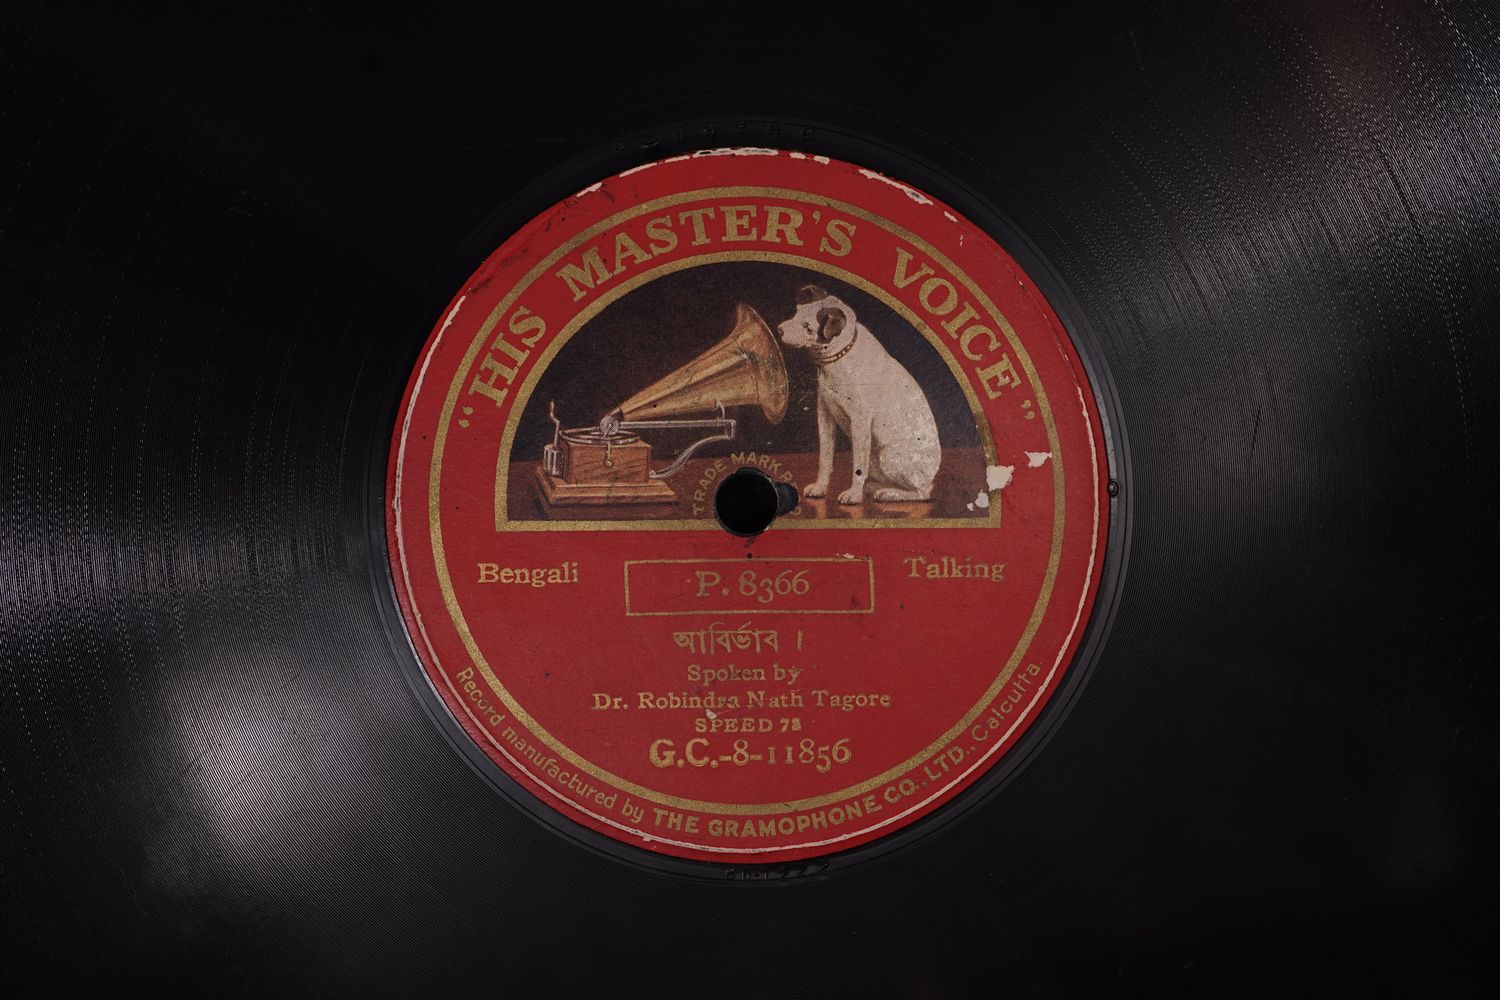 "HIS MASTER'S VOICE"
TRADE MARK
Bengali
P. 8366
Talking
আবির্ভাব ।
Spoken by
Dr. Robindra Nath Tagore
SPEED 78
G.C.-8-11856
Record manufactured by THE GRAMOPHONE CO., LTD., Calcutta.